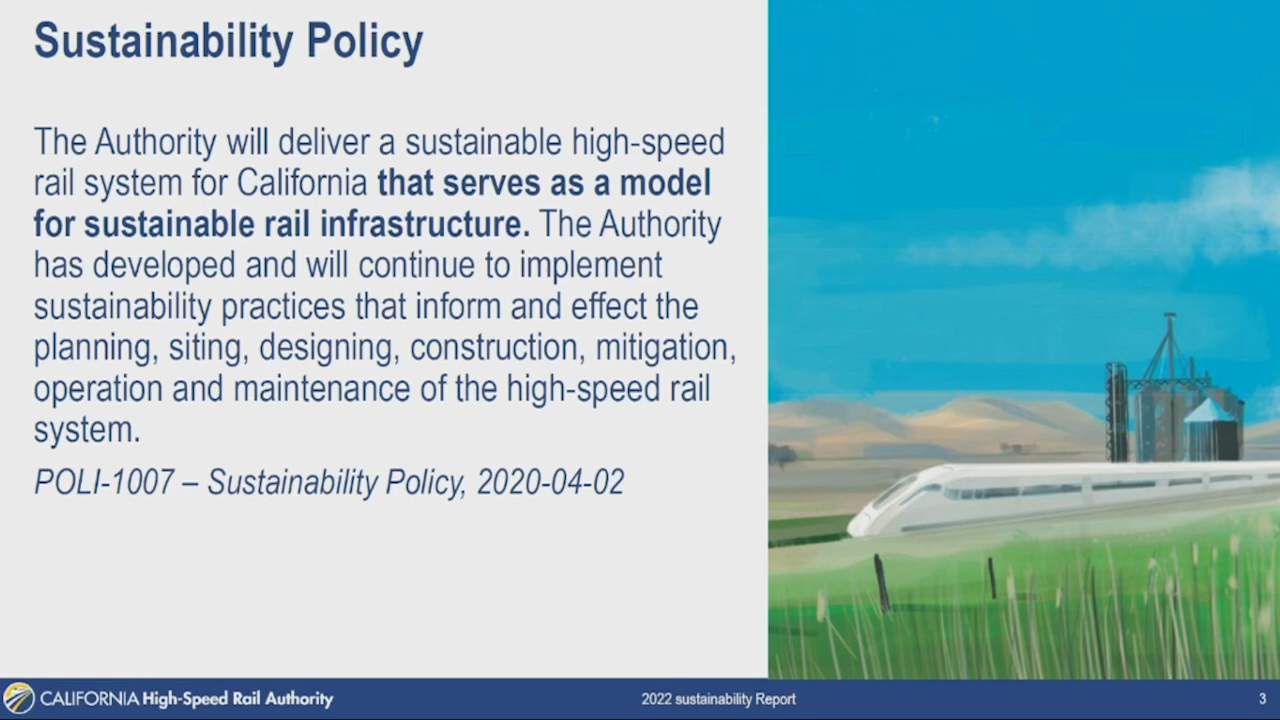 Sustainability Policy
The Authority will deliver a sustainable high-speed
rail system for California that serves as a model
for sustainable rail infrastructure. The Authority
has developed and will continue to implement
sustainability practices that inform and effect the
planning, siting, designing, construction, mitigation,
operation and maintenance of the high-speed rail
system.
POLI-1007 – Sustainability Policy, 2020-04-02
CALIFORNIA High-Speed Rail Authority
2022 sustainability Report
3